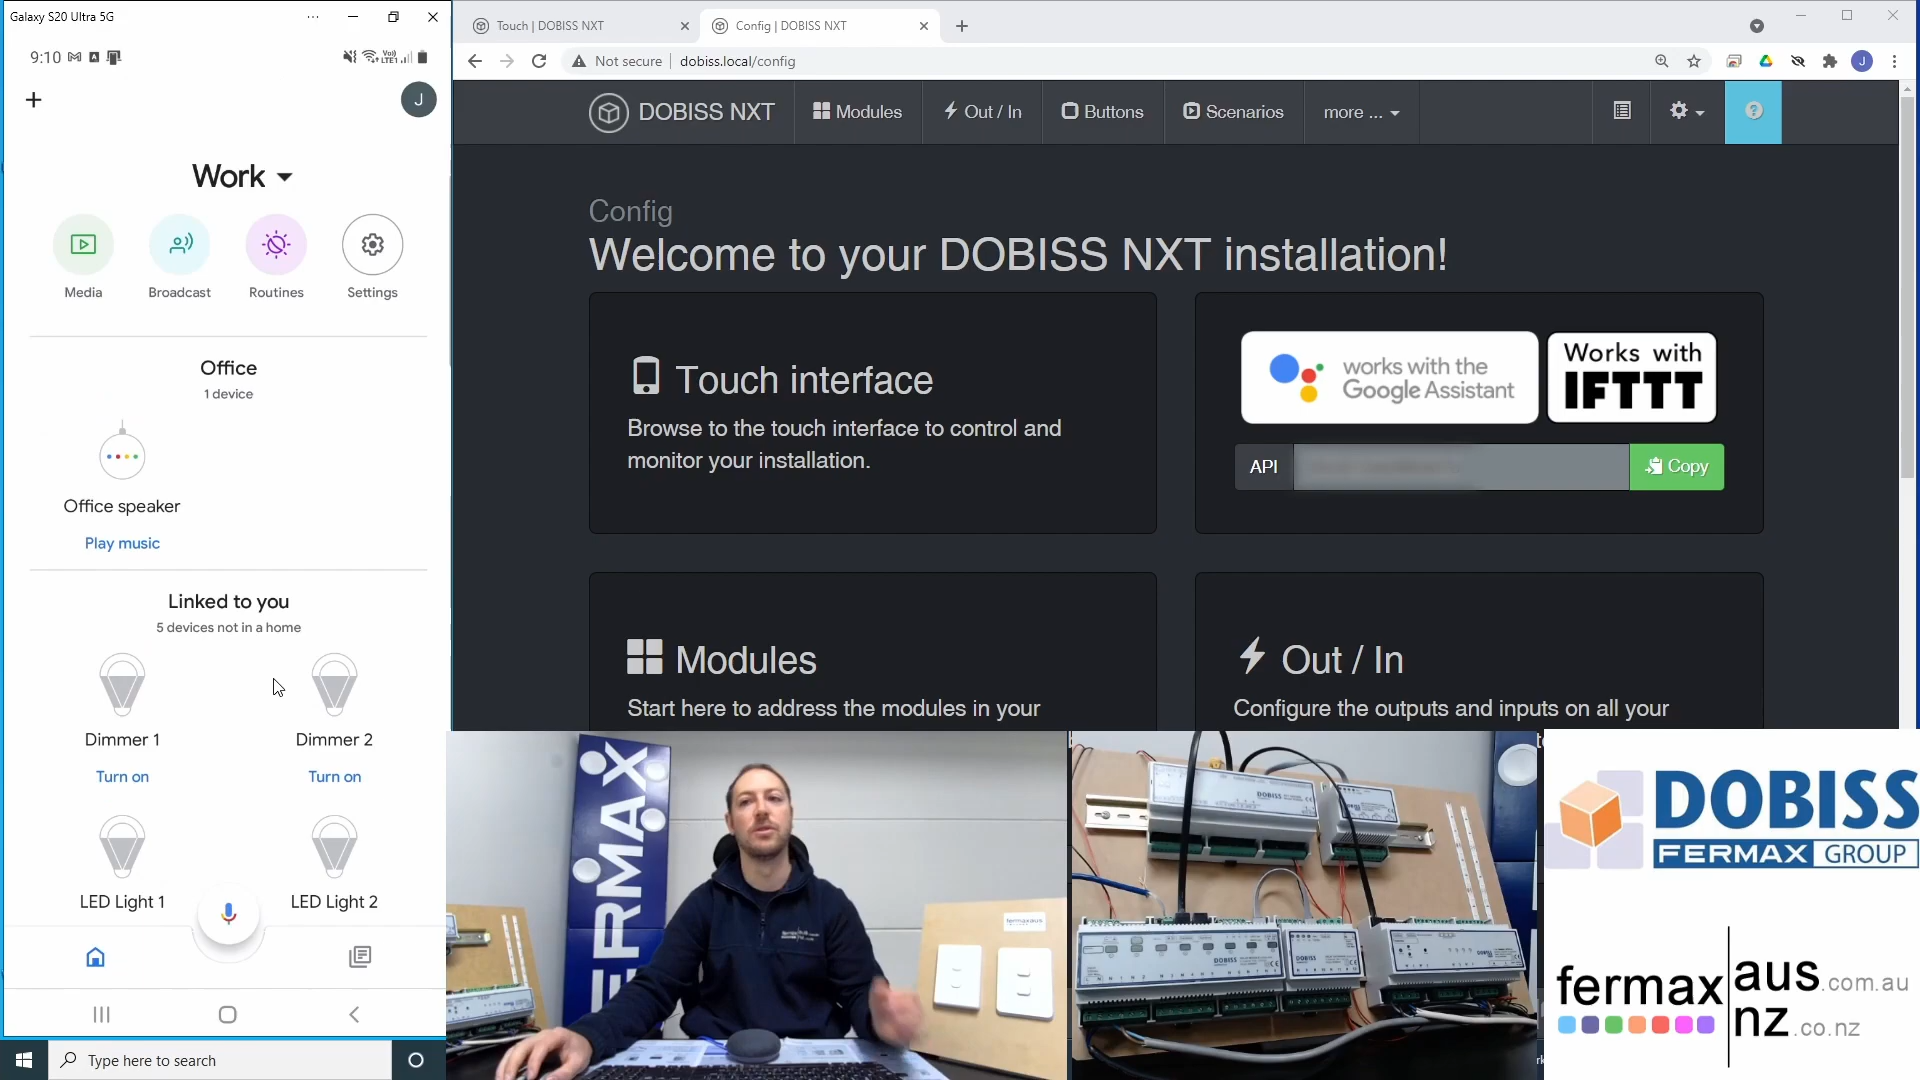 Galaxy S20 Ultra 5G
9:10
J
Work
Media
Broadcast
Routines
Settings
Office
1 device
Office speaker
Play music
Linked to you
5 devices not in a home
Dimmer 1
Dimmer 2
Turn on
Turn on
LED Light 1
LED Light 2
Type here to search
Touch | DOBISS NXT
Config | DOBISS NXT
Not secure
dobiss.local/config
J
DOBISS NXT
Modules
Out / In
Buttons
Scenarios
more ...
Config
Welcome to your DOBISS NXT installation!
Touch interface
Browse to the touch interface to control and
monitor your installation.
works with the
Google Assistant
Works with
IFTTT
API
Copy
Modules
Start here to address the modules in your
Out / In
Configure the outputs and inputs on all your
FERMAX
fermaxaus
DOBISS
DOBISS
DOBISS
DOBISS
DOBISS
FERMAX GROUP
fermax
aus.com.au
nz.co.nz